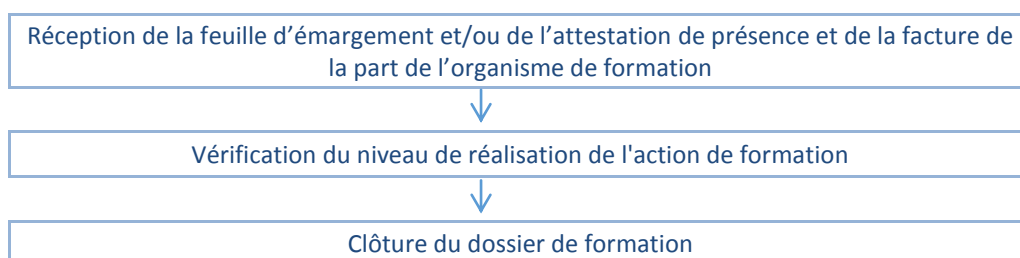 Réception de la feuille d’émargement et/ou de l’attestation de présence et de la facture de
la part de l’organisme de formation
Vérification du niveau de réalisation de l'action de formation
Clôture du dossier de formation